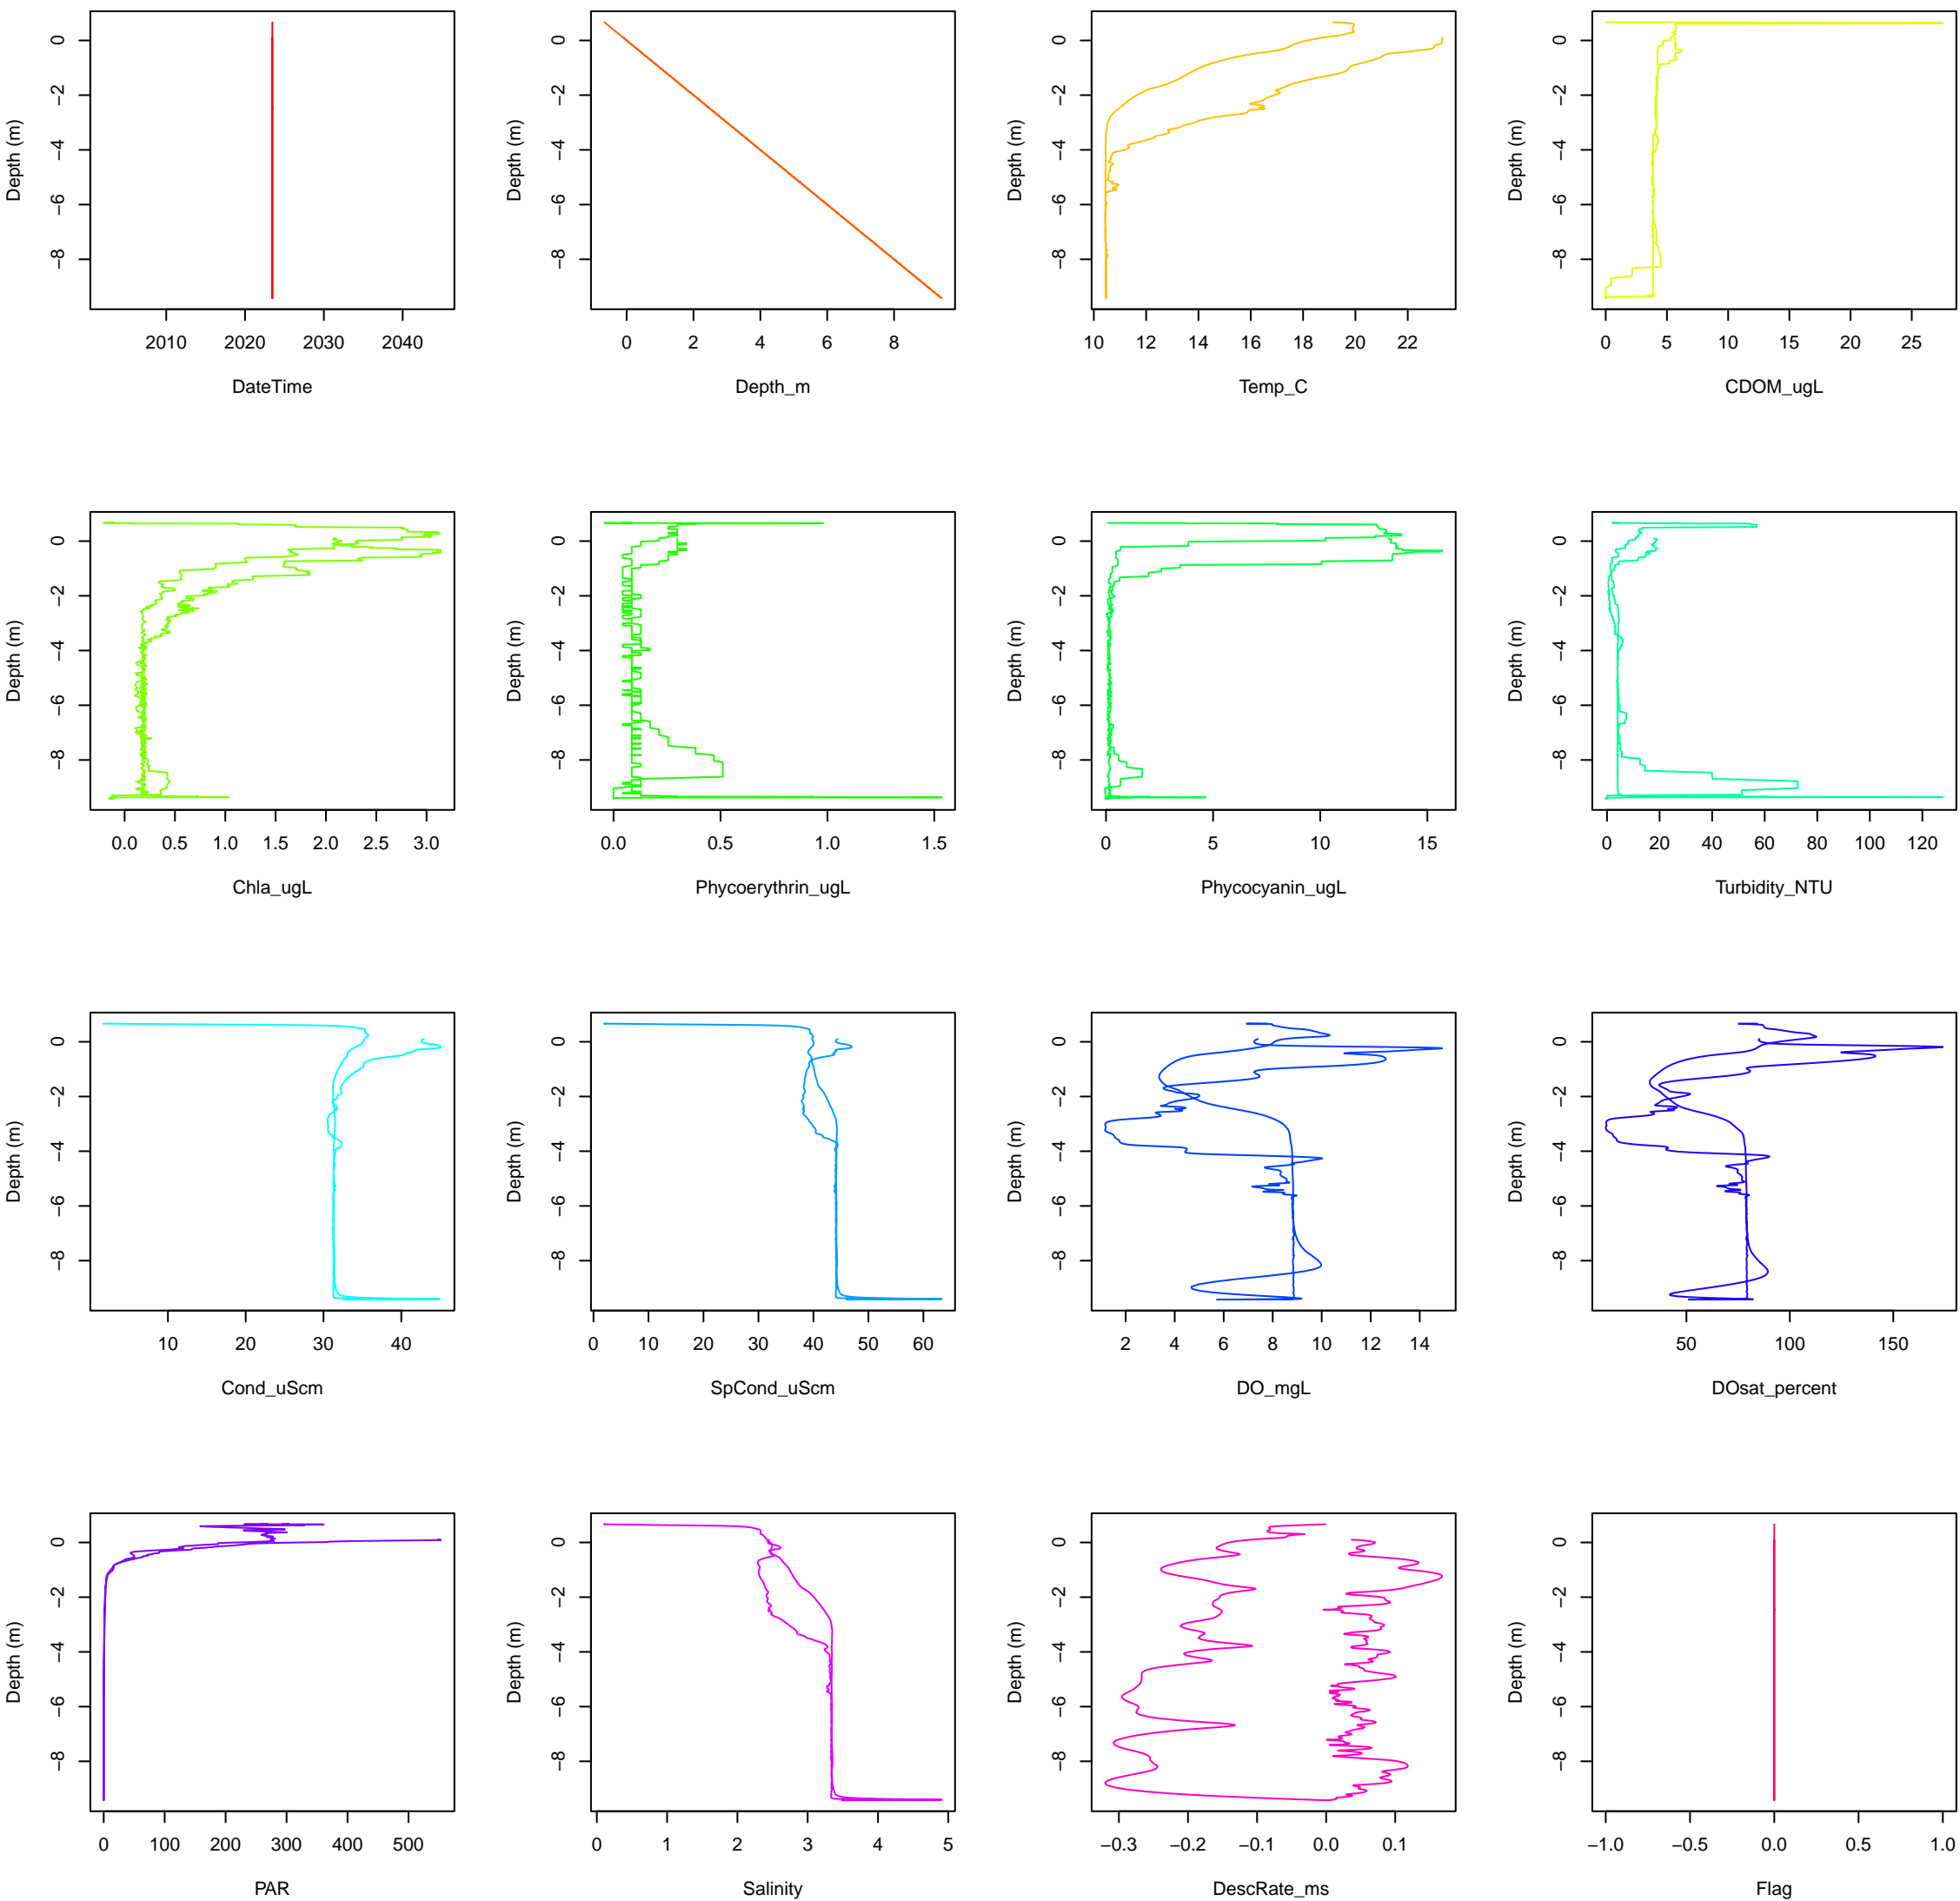 Depth (m)
0
−2
−4
−6
−8
2010 2020 2030 2040
DateTime
Depth (m)
0
−2
−4
−6
−8
0 2 4 6 8
Depth_m
Depth (m)
0
−2
−4
−6
−8
10 12 14 16 18 20 22
Temp_C
Depth (m)
0
−2
−4
−6
−8
0 5 10 15 20 25
CDOM_ugL
Depth (m)
0
−2
−4
−6
−8
0.0 0.5 1.0 1.5 2.0 2.5 3.0
Chla_ugL
Depth (m)
0
−2
−4
−6
−8
0.0 0.5 1.0 1.5
Phycoerythrin_ugL
Depth (m)
0
−2
−4
−6
−8
0 5 10 15
Phycocyanin_ugL
Depth (m)
0
−2
−4
−6
−8
0 20 40 60 80 100 120
Turbidity_NTU
Depth (m)
0
−2
−4
−6
−8
10 20 30 40
Cond_uScm
Depth (m)
0
−2
−4
−6
−8
0 10 20 30 40 50 60
SpCond_uScm
Depth (m)
0
−2
−4
−6
−8
2 4 6 8 10 12 14
DO_mgL
Depth (m)
0
−2
−4
−6
−8
50 100 150
DOsat_percent
Depth (m)
0
−2
−4
−6
−8
0 100 200 300 400 500
PAR
Depth (m)
0
−2
−4
−6
−8
0 1 2 3 4 5
Salinity
Depth (m)
0
−2
−4
−6
−8
−0.3 −0.2 −0.1 0.0 0.1
DescRate_ms
Depth (m)
0
−2
−4
−6
−8
−1.0 −0.5 0.0 0.5 1.0
Flag